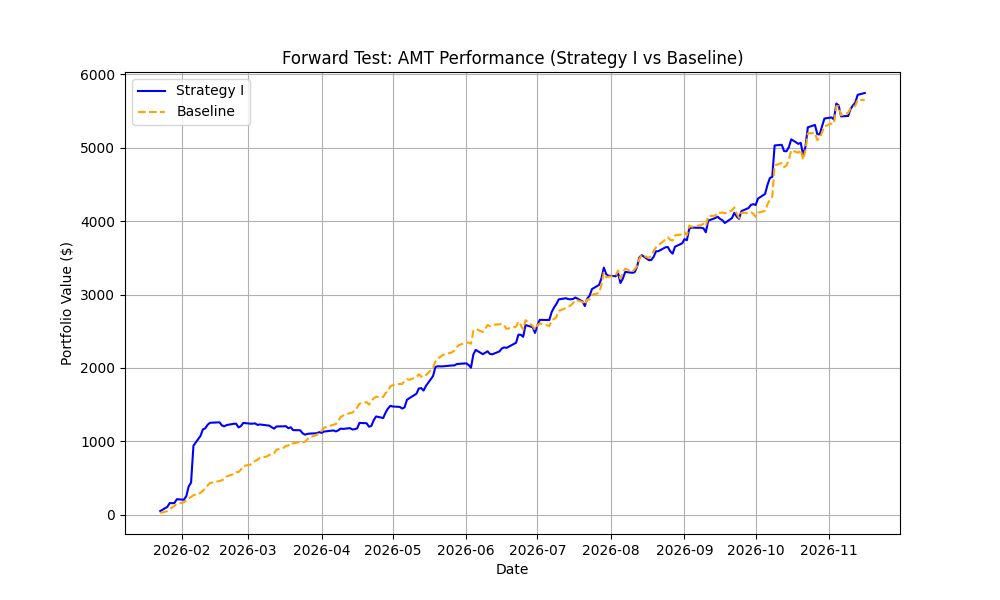 Forward Test: AMT Performance (Strategy I vs Baseline)
Strategy I
Baseline
Portfolio Value ($)
6000
5000
4000
3000
2000
1000
0
2026-02 2026-03 2026-04 2026-05 2026-06 2026-07 2026-08 2026-09 2026-10 2026-11
Date